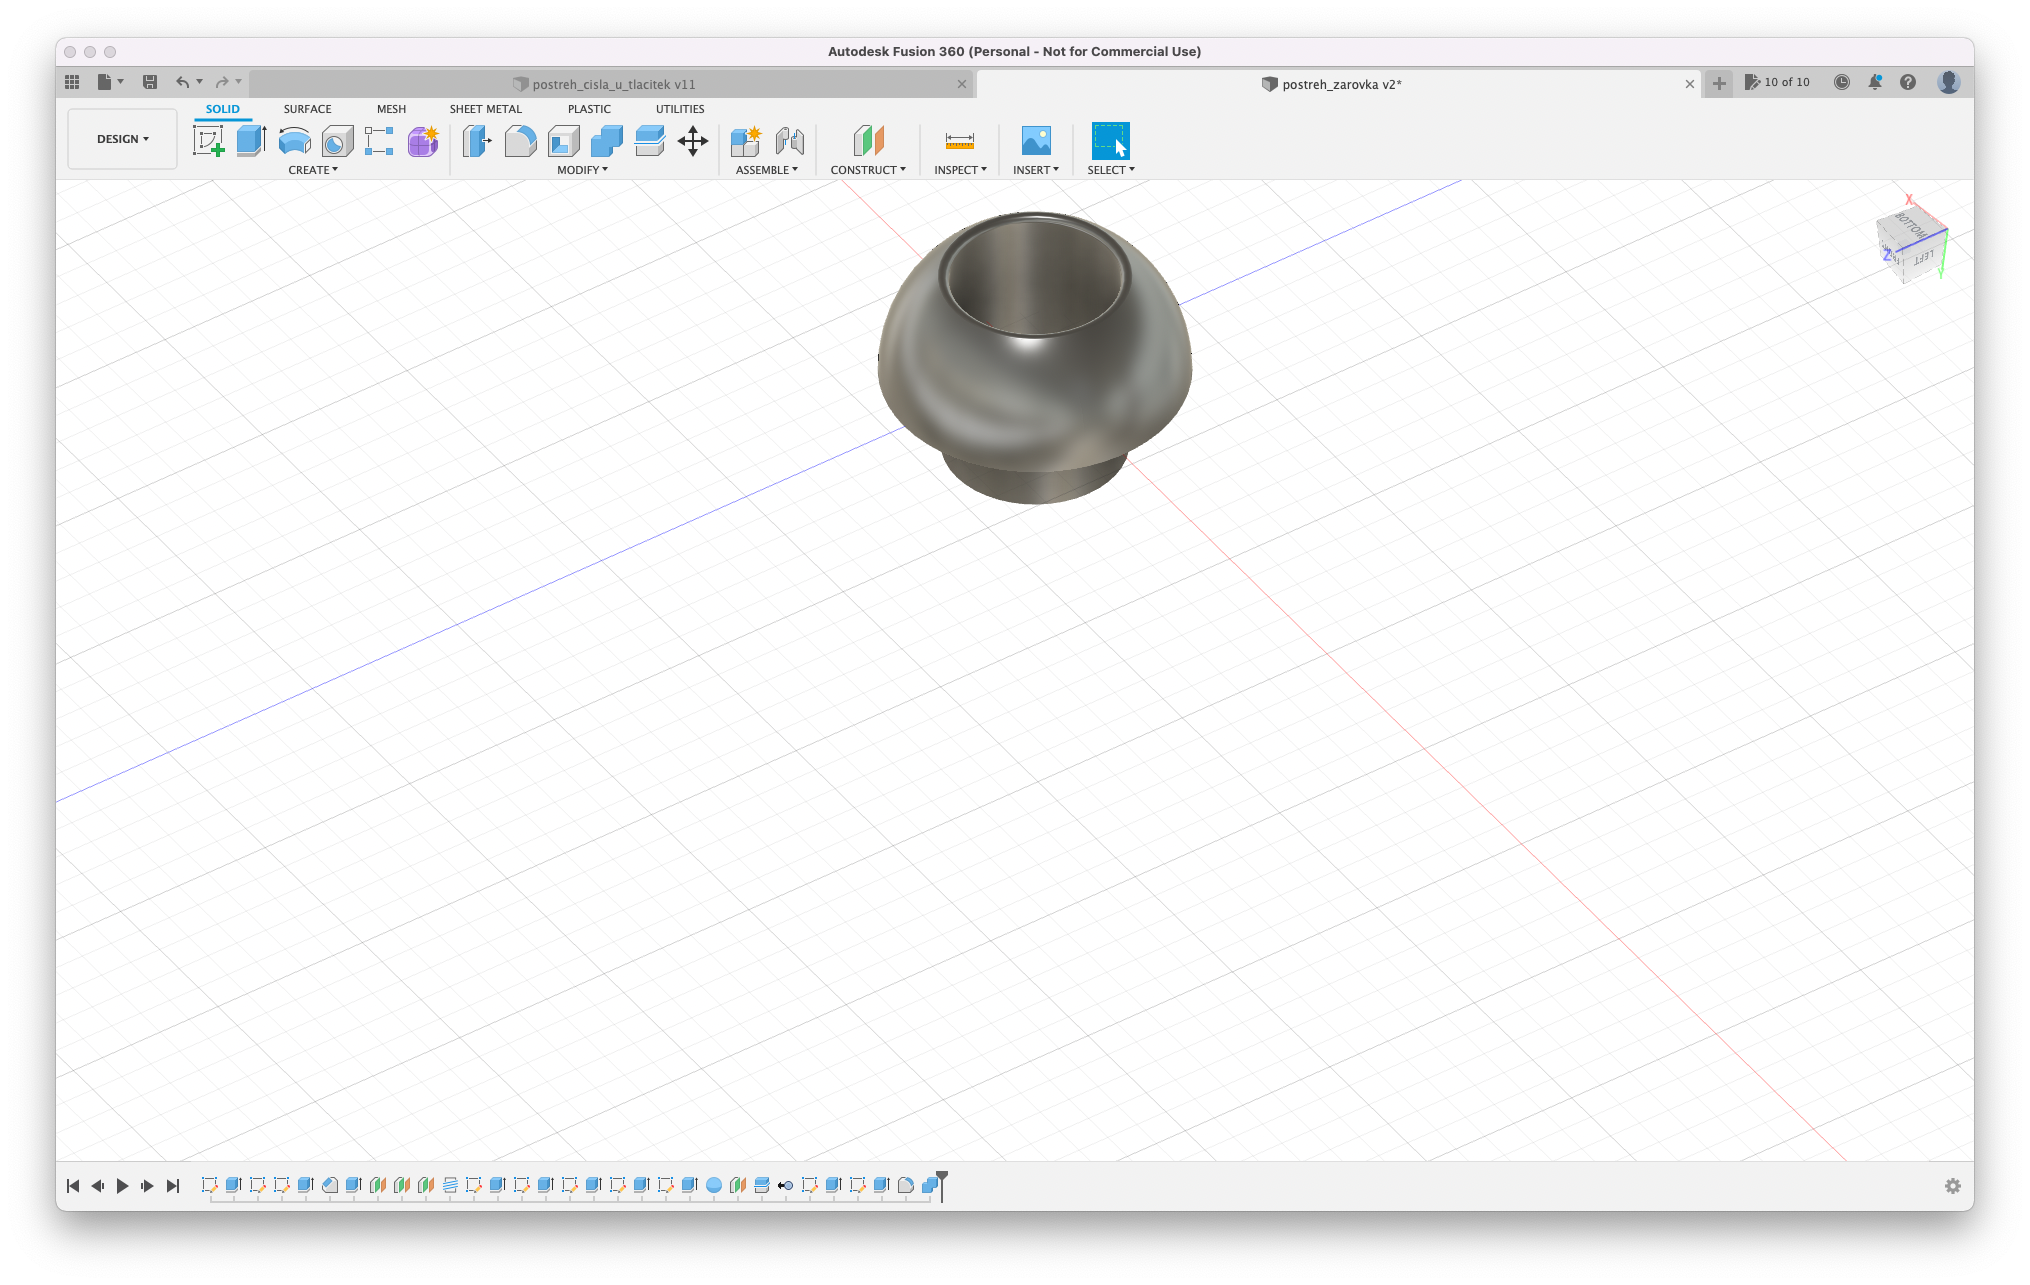 Autodesk Fusion 360 (Personal - Not for Commercial Use)
postreh_cisla_u_tlacitek v11
postreh_zarovka v2*
10 of 10
SOLID
SURFACE
MESH
SHEET METAL
PLASTIC
UTILITIES
DESIGN
CREATE
MODIFY
ASSEMBLE
CONSTRUCT
INSPECT
INSERT
SELECT
X
BOTTOM
LEFT
Z
Y